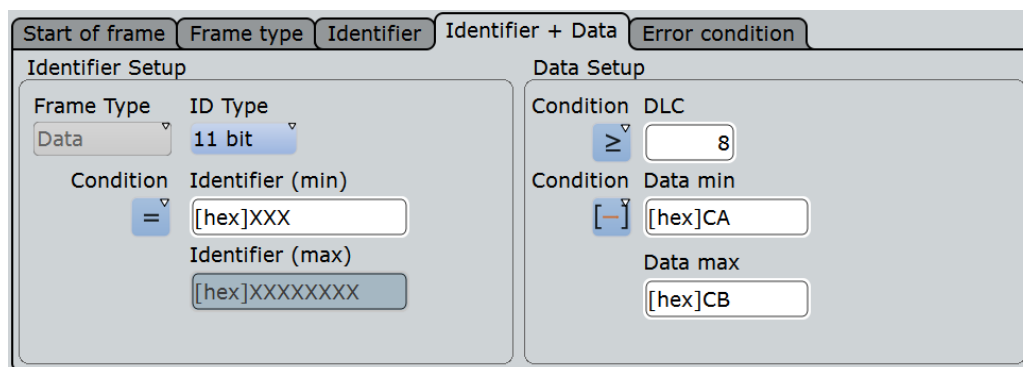 Start of frame Frame type Identifier Identifier + Data Error condition
Identifier Setup
Frame Type ID Type
Data 11 bit
Condition Identifier (min)
= [hex]XXX
Identifier (max)
[hex]XXXXXXXX
Data Setup
Condition DLC
≥ 8
Condition Data min
[−] [hex]CA
Data max
[hex]CB